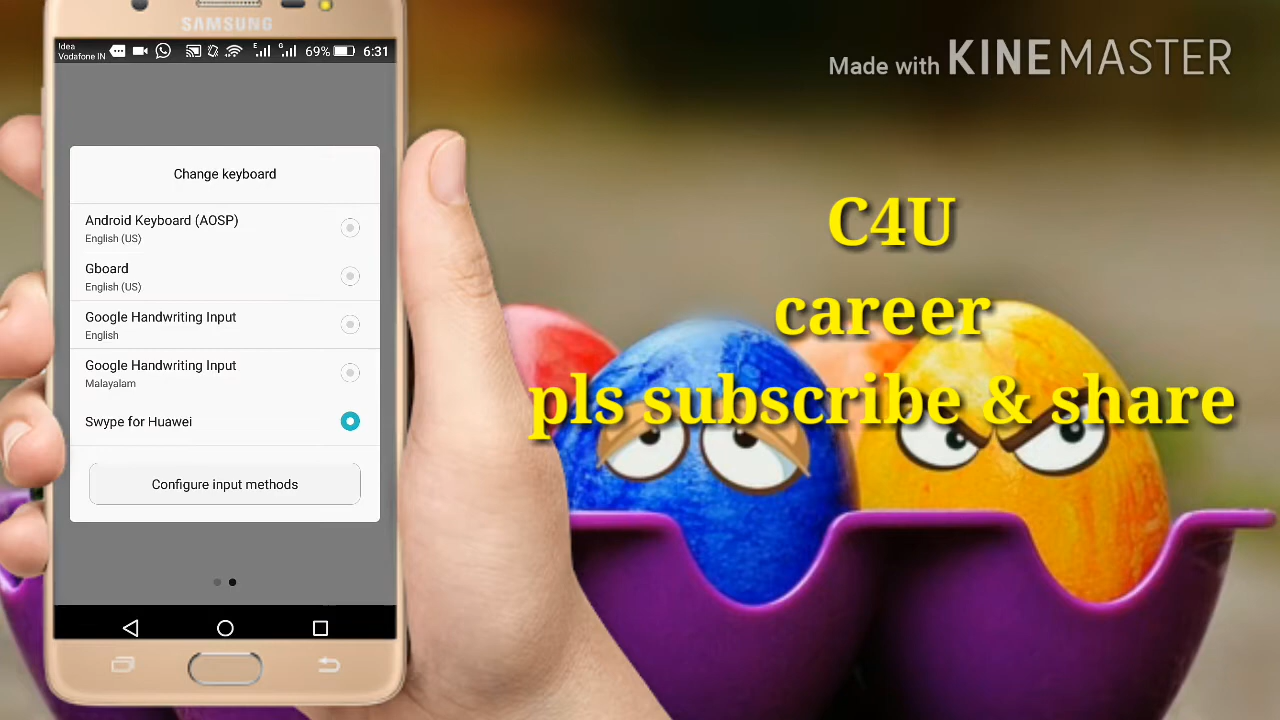 SAMSUNG
Idea
Vodafone IN
69%
6:31
Made with KINEMASTER
Change keyboard
Android Keyboard (AOSP)
English (US)
Gboard
English (US)
Google Handwriting Input
English
Google Handwriting Input
Malayalam
Swype for Huawei
Configure input methods
C4U
career
pls subscribe & share